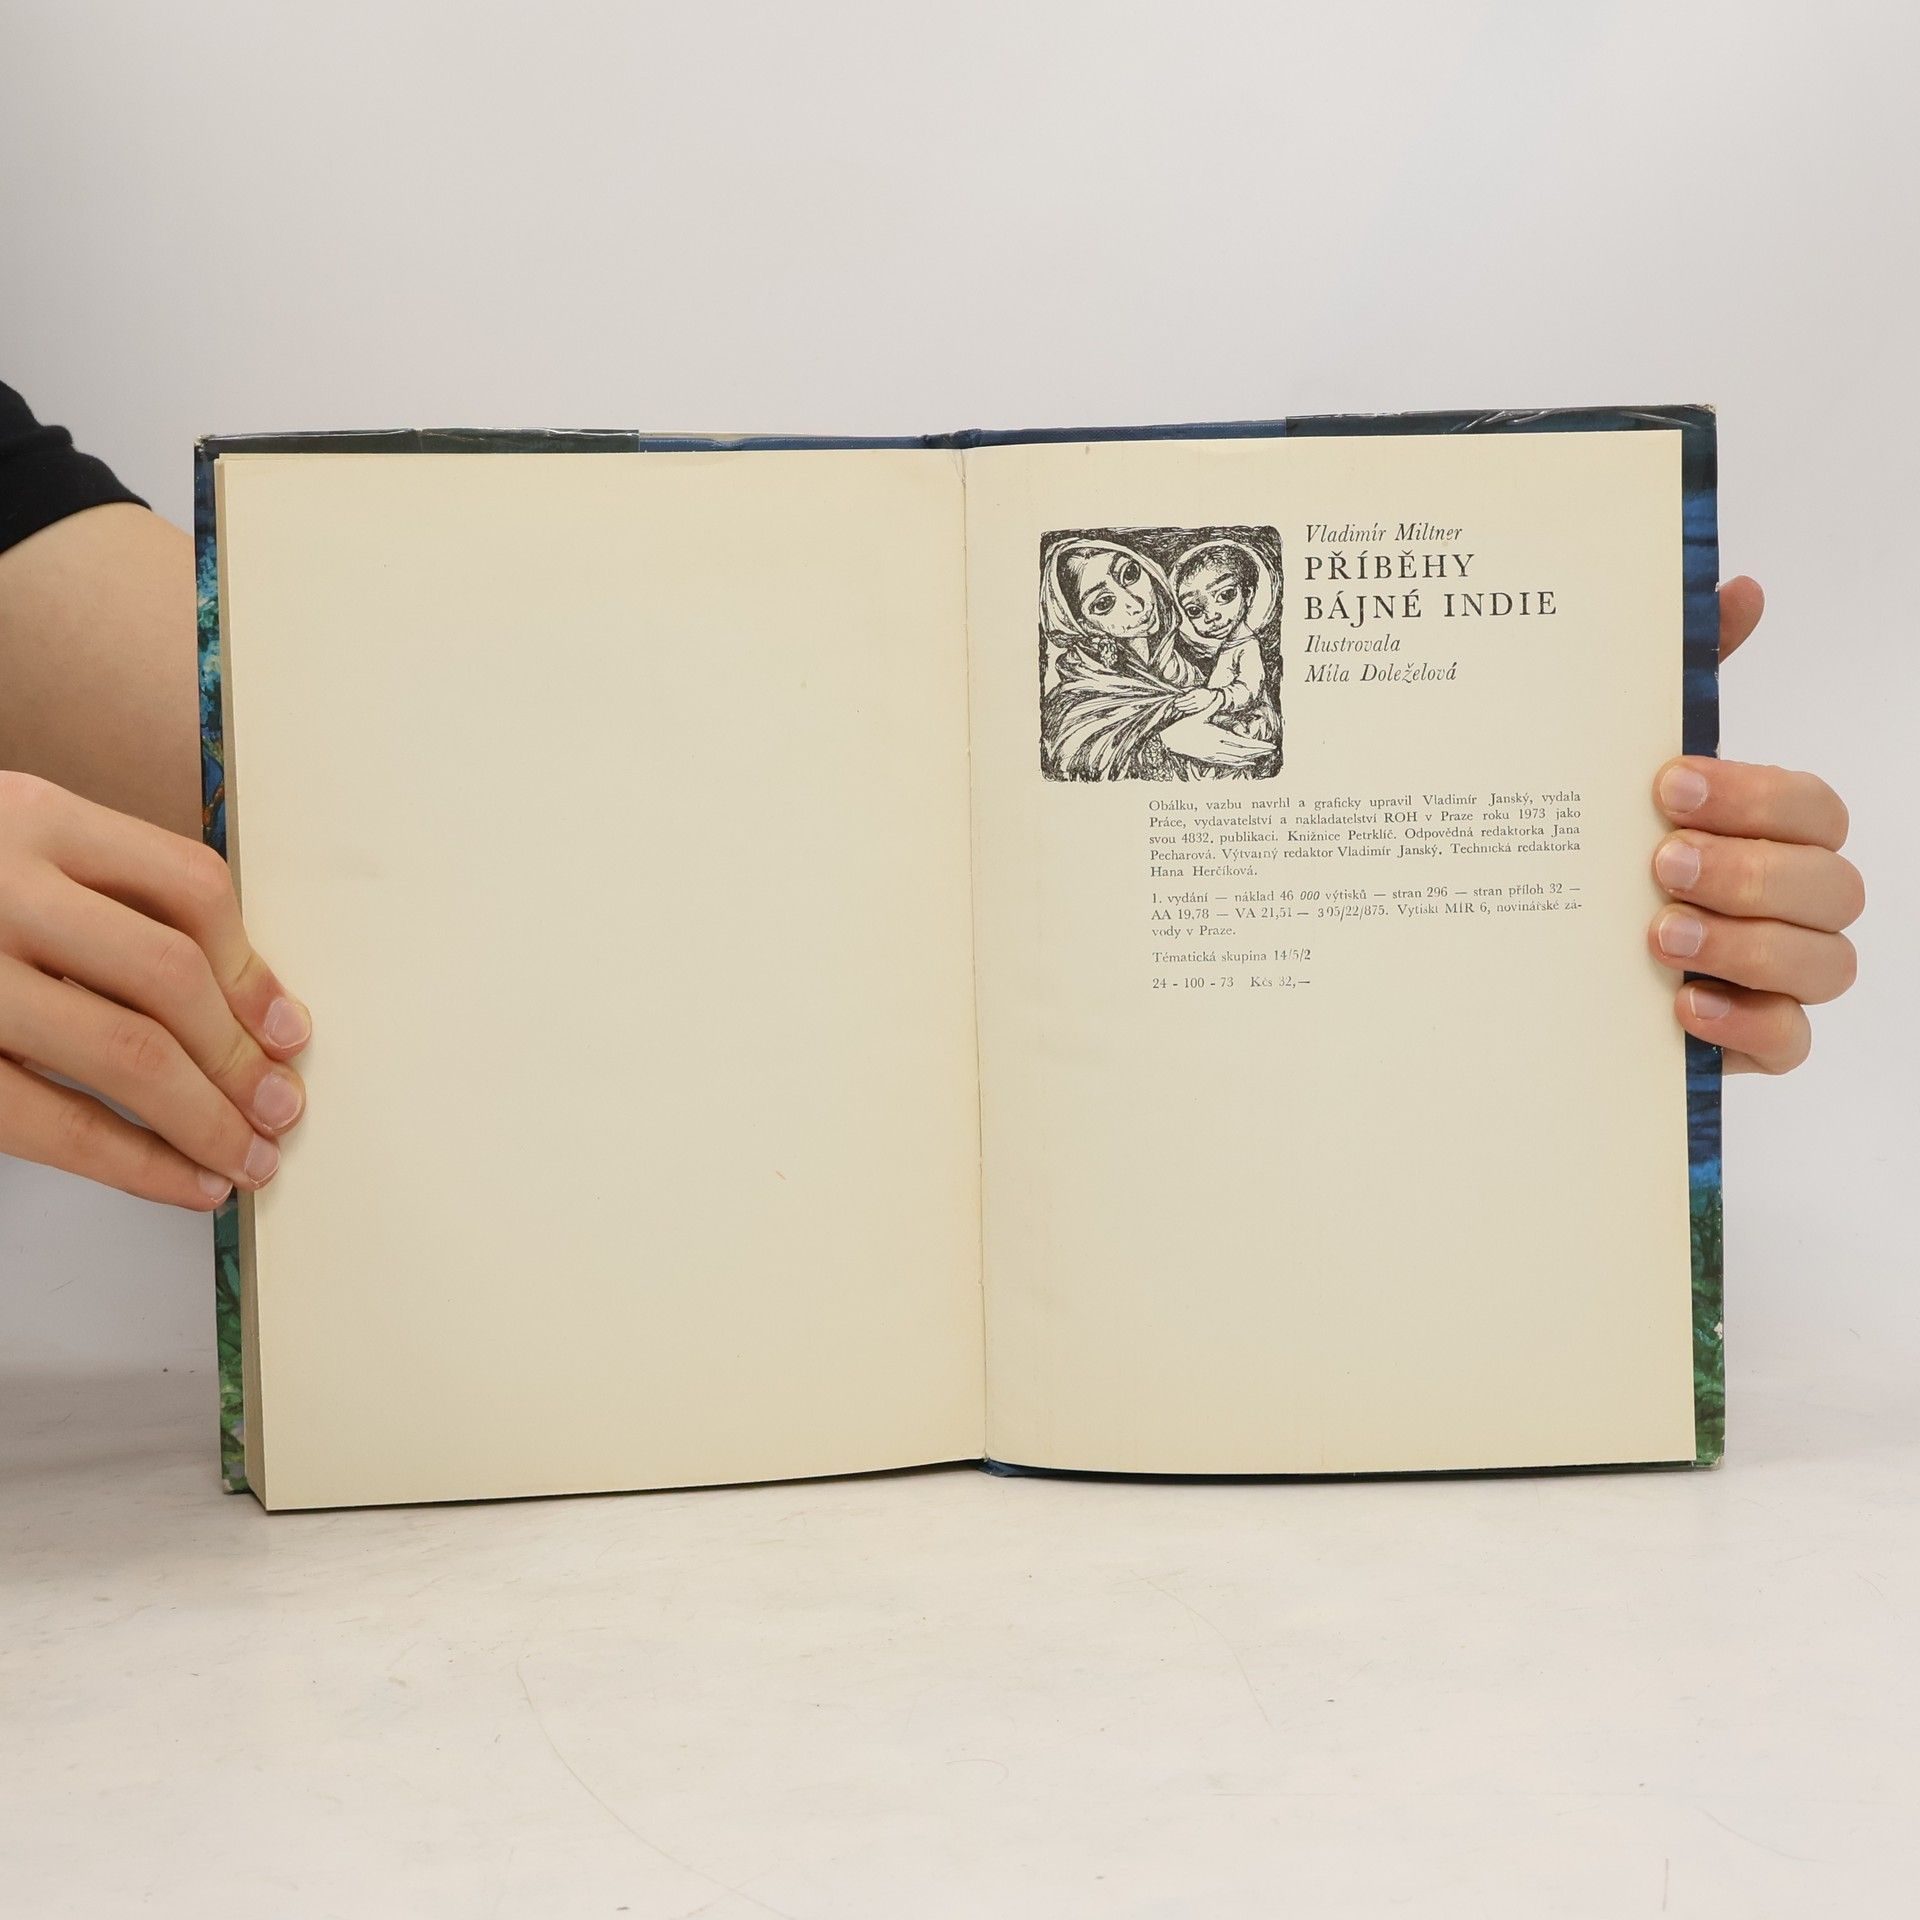 Vladimír Miltner
PŘÍBĚHY
BÁJNÉ INDIE
Ilustrovala
Míla Doleželová
Obálku, vazbu navrhl a graficky upravil Vladimír Janský, vydala
Práce, vydavatelství a nakladatelství ROH v Praze roku 1973 jako
svou 4832. publikaci. Knižnice Petrklíč. Odpovědná redaktorka Jana
Pecharová. Výtvarný redaktor Vladimír Janský. Technická redaktorka
Hana Herčíková.
1. vydání — náklad 46 000 výtisků — stran 296 — stran příloh 32 —
AA 19,78 — VA 21,51 — 395/22/875. Vytiskl MÍR 6, novinářské zá-
vody v Praze.
Tématická skupina 14/5/2
24 - 100 - 73 Kčs 32,—